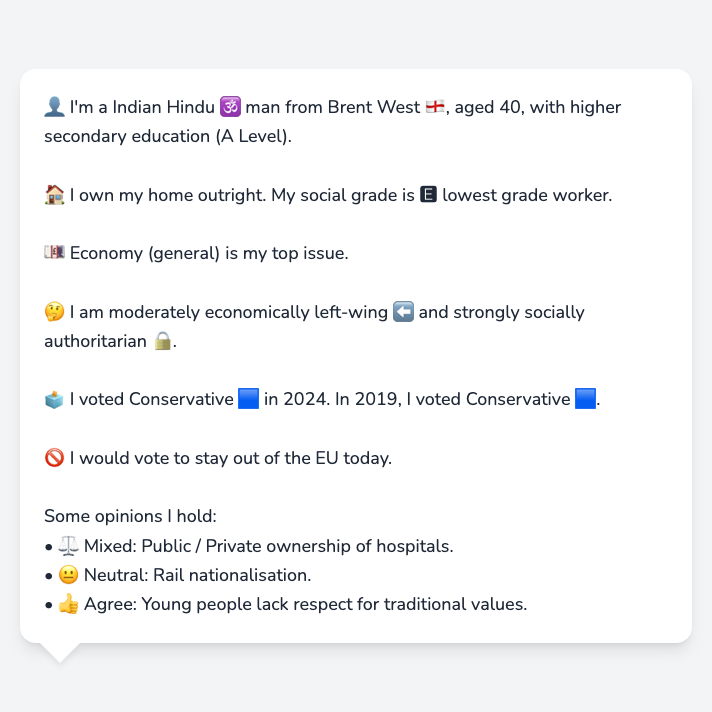 👤 I'm a Indian Hindu 🕉️ man from Brent West 🏴󠁧󠁢󠁥󠁮󠁧󠁿, aged 40, with higher
secondary education (A Level).
🏠 I own my home outright. My social grade is 🅴 lowest grade worker.
💷 Economy (general) is my top issue.
🤔 I am moderately economically left-wing ⬅️ and strongly socially
authoritarian 🔒.
🗳️ I voted Conservative 🟦 in 2024. In 2019, I voted Conservative 🟦.
🚫 I would vote to stay out of the EU today.
Some opinions I hold:
• ⚖️ Mixed: Public / Private ownership of hospitals.
• 😐 Neutral: Rail nationalisation.
• 👍 Agree: Young people lack respect for traditional values.